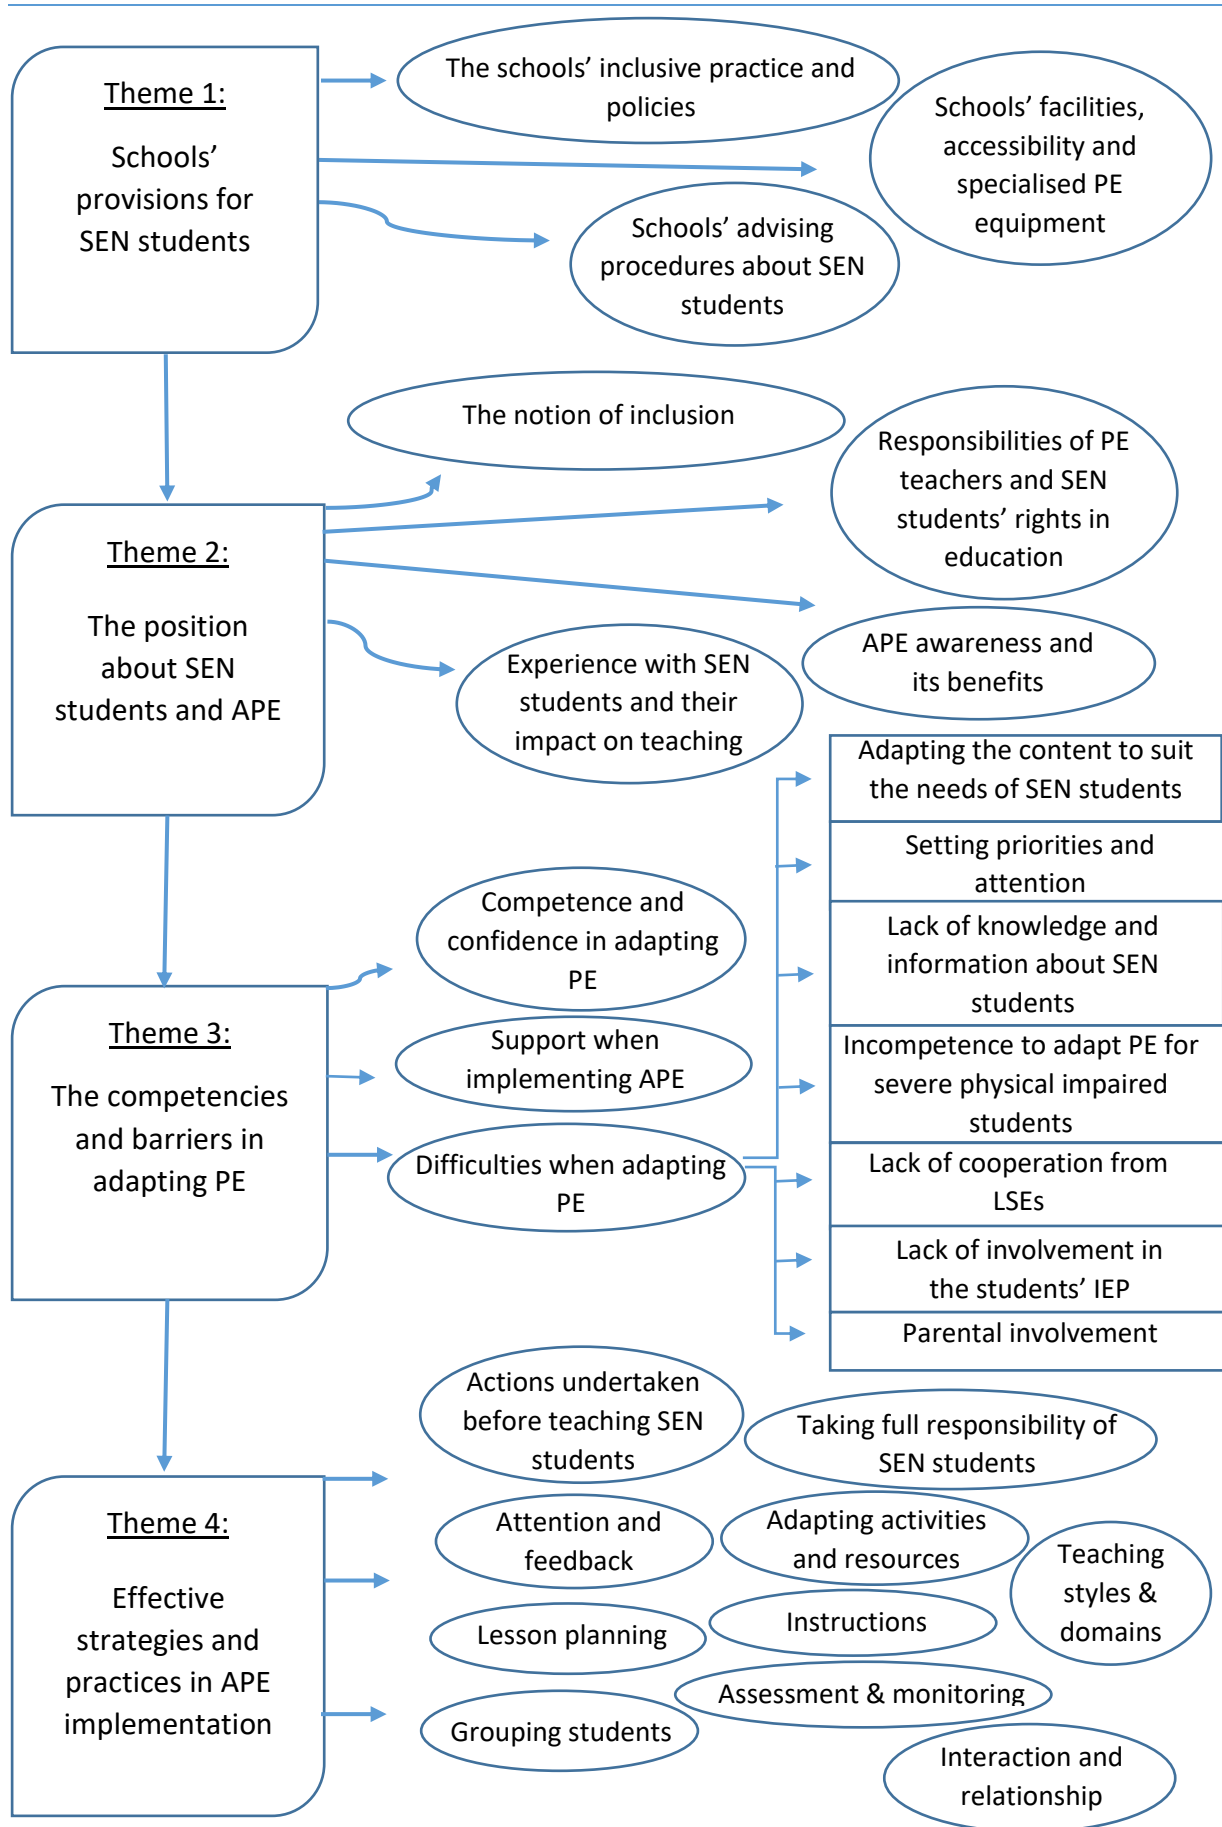 Theme 1:
Schools’
provisions for
SEN students
The schools’ inclusive practice and
policies
Schools’ facilities,
accessibility and
specialised PE
equipment
Schools’ advising
procedures about SEN
students
Theme 2:
The position
about SEN
students and APE
The notion of inclusion
Responsibilities of PE
teachers and SEN
students’ rights in
education
APE awareness and
its benefits
Experience with SEN
students and their
impact on teaching
Theme 3:
The competencies
and barriers in
adapting PE
Competence and
confidence in adapting
PE
Support when
implementing APE
Difficulties when adapting
PE
Adapting the content to suit
the needs of SEN students
Setting priorities and
attention
Lack of knowledge and
information about SEN
students
Incompetence to adapt PE for
severe physical impaired
students
Lack of cooperation from
LSEs
Lack of involvement in
the students’ IEP
Parental involvement
Theme 4:
Effective
strategies and
practices in APE
implementation
Actions undertaken
before teaching SEN
students
Taking full responsibility of
SEN students
Attention and
feedback
Adapting activities
and resources
Teaching
styles &
domains
Lesson planning
Instructions
Assessment & monitoring
Grouping students
Interaction and
relationship